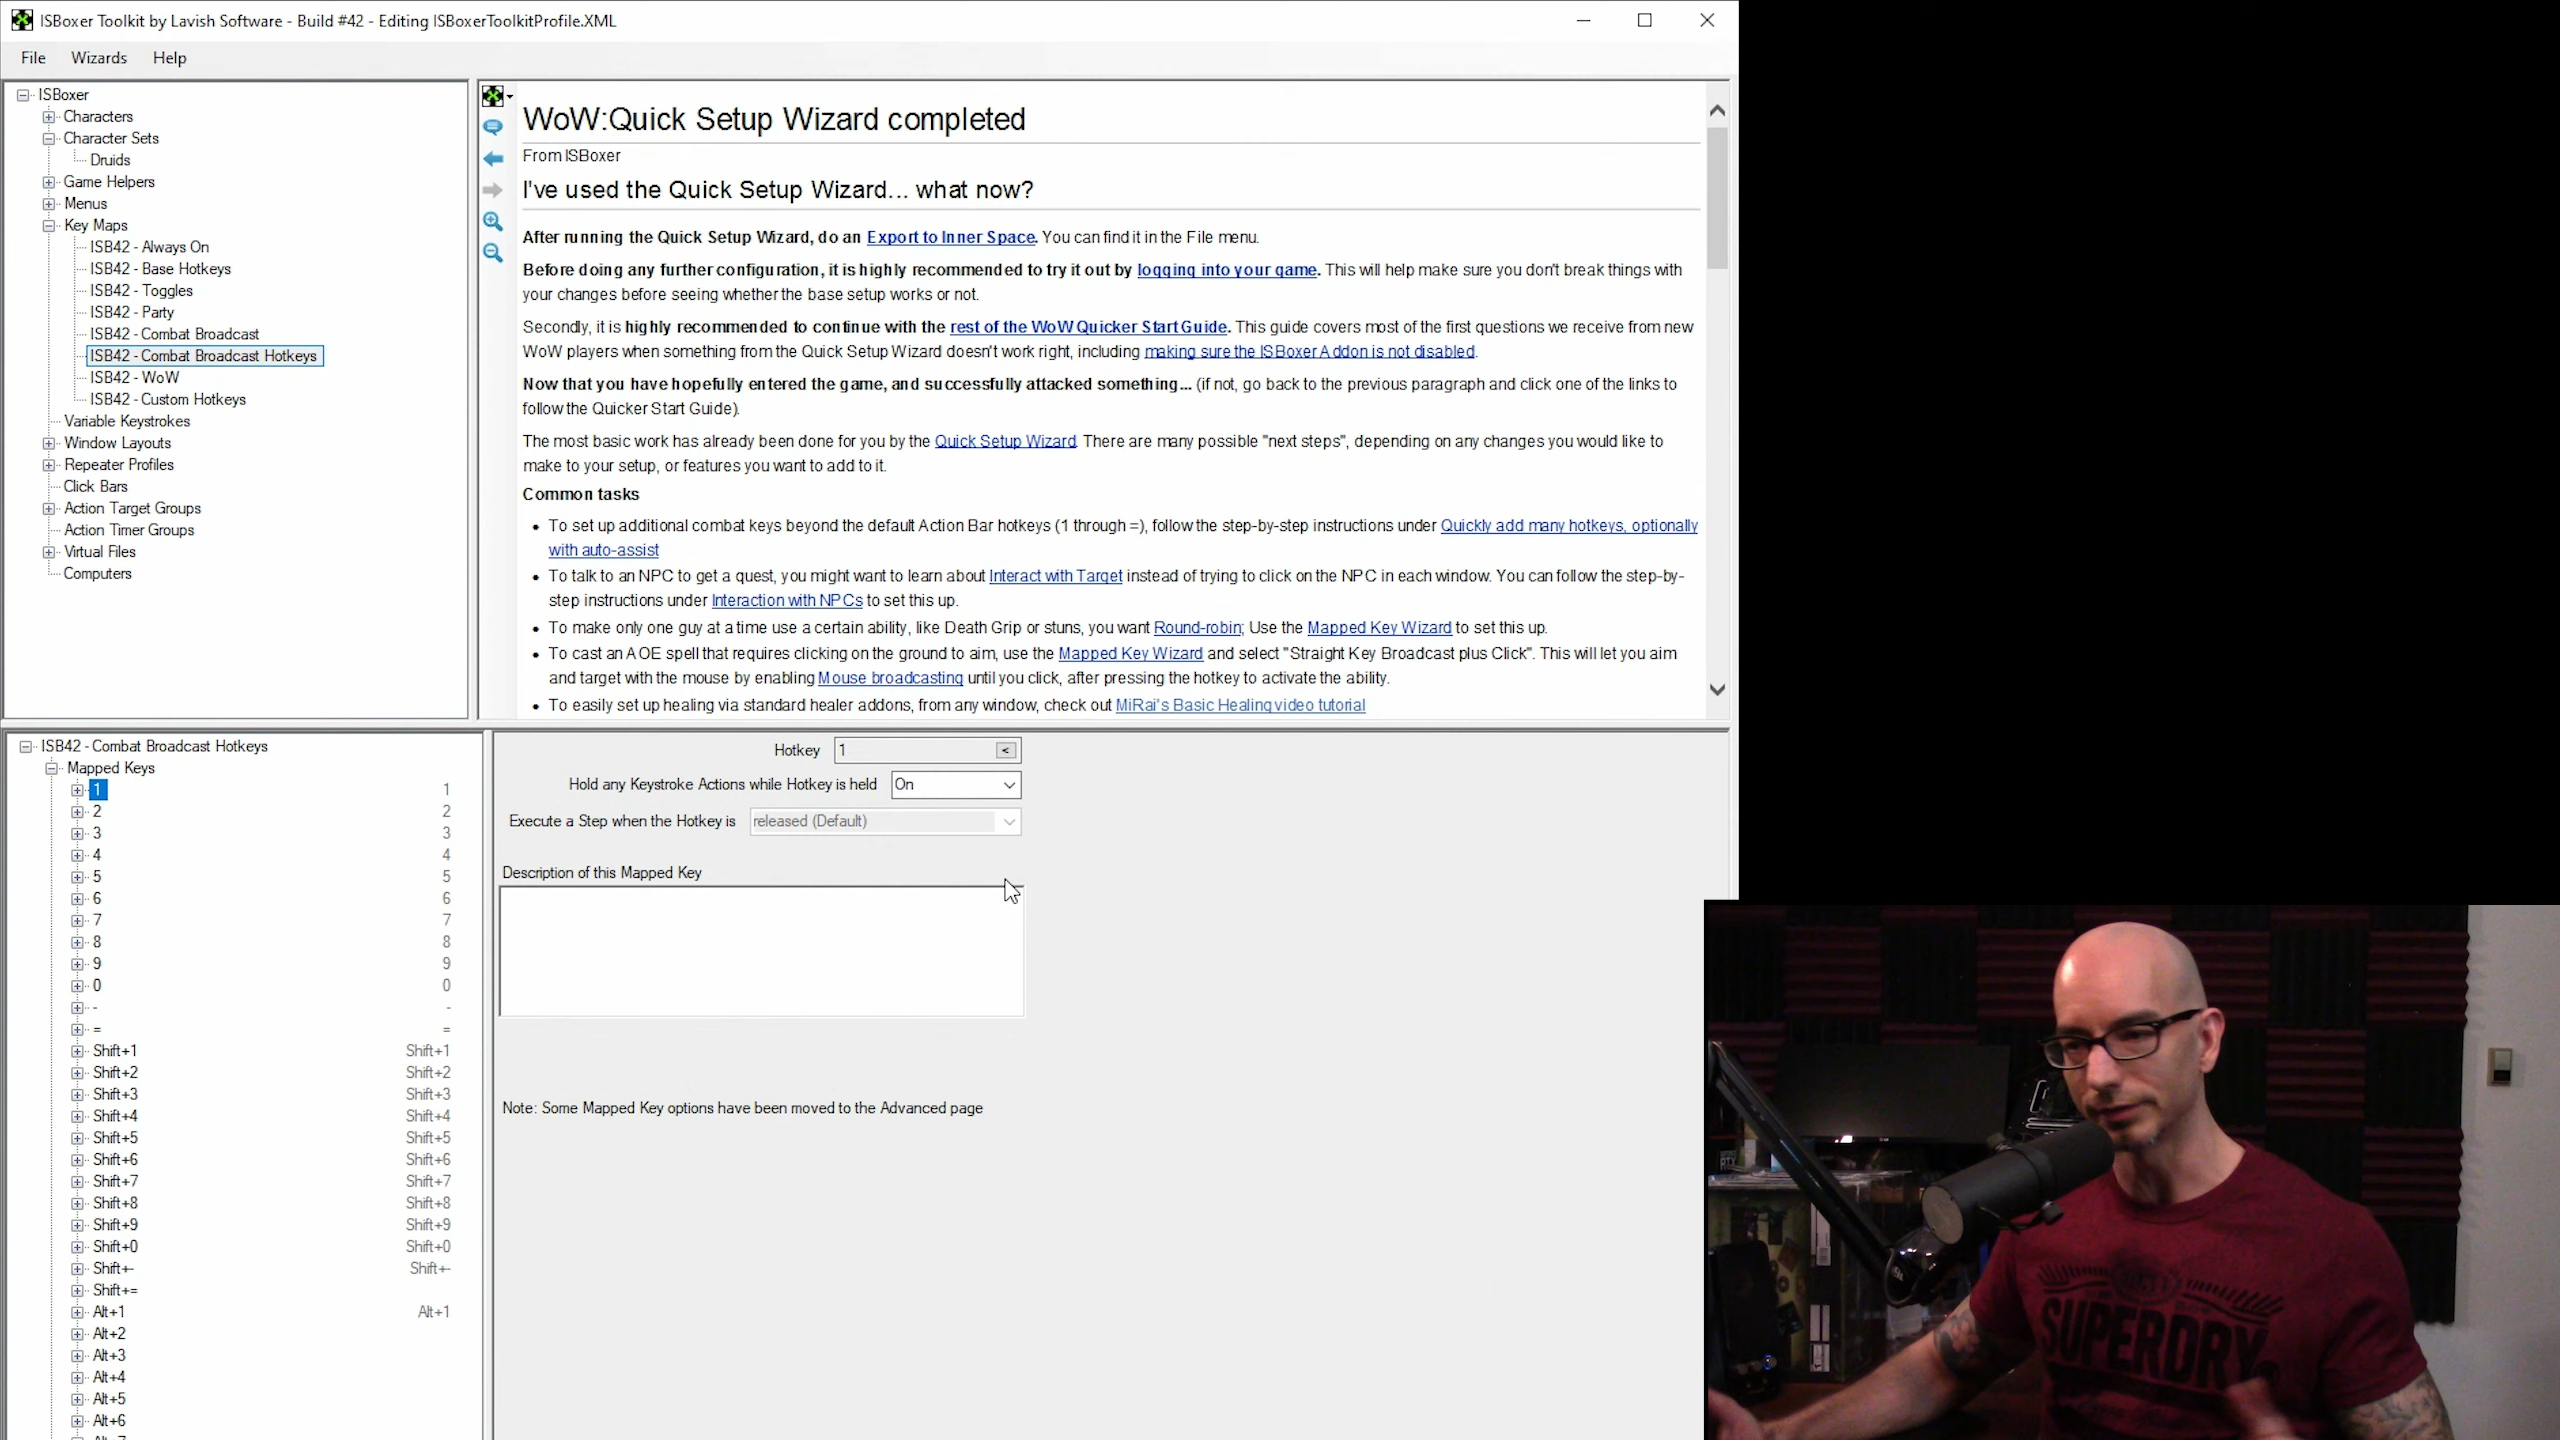 ISBoxer Toolkit by Lavish Software - Build #42 - Editing ISBoxerToolkitProfile.XML
File Wizards Help
ISBoxer
Characters
Character Sets
Druids
Game Helpers
Menus
Key Maps
ISB42 - Always On
ISB42 - Base Hotkeys
ISB42 - Toggles
ISB42 - Party
ISB42 - Combat Broadcast
ISB42 - Combat Broadcast Hotkeys
ISB42 - WoW
ISB42 - Custom Hotkeys
Variable Keystrokes
Window Layouts
Repeater Profiles
Click Bars
Action Target Groups
Action Timer Groups
Virtual Files
Computers
WoW:Quick Setup Wizard completed
From ISBoxer
I've used the Quick Setup Wizard... what now?
After running the Quick Setup Wizard, do an Export to Inner Space. You can find it in the File menu.
Before doing any further configuration, it is highly recommended to try it out by logging into your game. This will help make sure you don't break things with
your changes before seeing whether the base setup works or not.
Secondly, it is highly recommended to continue with the rest of the WoW Quicker Start Guide. This guide covers most of the first questions we receive from new
WoW players when something from the Quick Setup Wizard doesn't work right, including making sure the ISBoxer Addon is not disabled.
Now that you have hopefully entered the game, and successfully attacked something... (if not, go back to the previous paragraph and click one of the links to
follow the Quicker Start Guide).
The most basic work has already been done for you by the Quick Setup Wizard. There are many possible "next steps", depending on any changes you would like to
make to your setup, or features you want to add to it.
Common tasks
• To set up additional combat keys beyond the default Action Bar hotkeys (1 through =), follow the step-by-step instructions under Quickly add many hotkeys, optionally
with auto-assist
• To talk to an NPC to get a quest, you might want to learn about Interact with Target instead of trying to click on the NPC in each window. You can follow the step-by-
step instructions under Interaction with NPCs to set this up.
• To make only one guy at a time use a certain ability, like Death Grip or stuns, you want Round-robin; Use the Mapped Key Wizard to set this up.
• To cast an AOE spell that requires clicking on the ground to aim, use the Mapped Key Wizard and select "Straight Key Broadcast plus Click". This will let you aim
and target with the mouse by enabling Mouse broadcasting until you click, after pressing the hotkey to activate the ability.
• To easily set up healing via standard healer addons, from any window, check out MiRai's Basic Healing video tutorial
ISB42 - Combat Broadcast Hotkeys
Mapped Keys
1 1
2 2
3 3
4 4
5 5
6 6
7 7
8 8
9 9
0 0
- -
= =
Shift+1 Shift+1
Shift+2 Shift+2
Shift+3 Shift+3
Shift+4 Shift+4
Shift+5 Shift+5
Shift+6 Shift+6
Shift+7 Shift+7
Shift+8 Shift+8
Shift+9 Shift+9
Shift+0 Shift+0
Shift+- Shift+-
Shift+=
Alt+1 Alt+1
Alt+2
Alt+3
Alt+4
Alt+5
Alt+6
Hotkey 1 <
Hold any Keystroke Actions while Hotkey is held On
Execute a Step when the Hotkey is released (Default)
Description of this Mapped Key
Note: Some Mapped Key options have been moved to the Advanced page
SUPERDRY